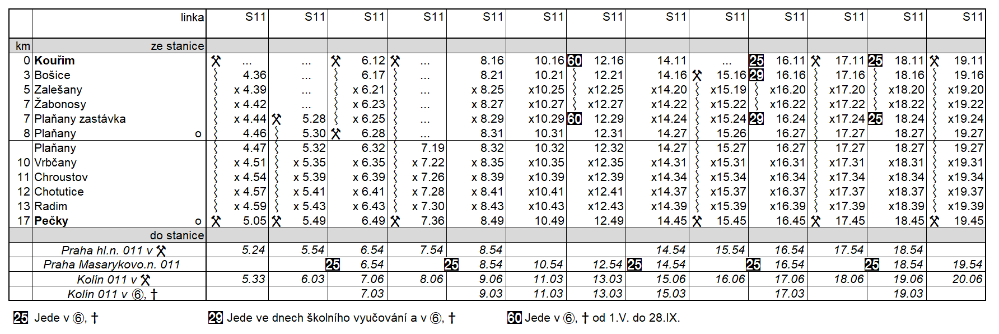 linka S11 S11 S11 S11 S11 S11 S11 S11 S11 S11 S11 S11 S11
km ze stanice
0 Kouřim ⚒ ... ... ⚒ 6.12 ⚒ ... 8.16 10.16 60 12.16 14.11 ... 25 16.11 ⚒ 17.11 25 18.11 ⚒ 19.11
3 Bošice 4.36 ... 6.17 ... 8.21 10.21 12.21 14.16 ⚒ 15.16 29 16.16 17.16 18.16 19.16
5 Zalešany x 4.39 ... x 6.21 ... x 8.25 x10.25 x12.25 x14.20 x15.19 x16.20 x17.20 x18.20 x19.20
7 Žabonosy x 4.42 ... x 6.23 ... x 8.27 x10.27 x12.27 x14.22 x15.22 x16.22 x17.22 x18.22 x19.22
7 Plaňany zastávka x 4.44 ⚒ 5.28 x 6.25 ... x 8.29 x10.29 60 12.29 x14.24 x15.24 29 16.24 x17.24 25 18.24 x19.24
8 Plaňany o 4.46 5.30 ⚒ 6.28 ... 8.31 10.31 12.31 14.27 15.26 16.27 17.27 18.27 19.27
Plaňany 4.47 5.32 6.32 7.19 8.32 10.32 12.32 14.27 15.27 16.27 17.27 18.27 19.27
10 Vrbčany x 4.51 x 5.35 x 6.35 x 7.22 x 8.35 x10.35 x12.35 x14.31 x15.31 x16.31 x17.31 x18.31 x19.31
11 Chroustov x 4.54 x 5.39 x 6.39 x 7.26 x 8.39 x10.39 x12.39 x14.34 x15.34 x16.34 x17.34 x18.34 x19.34
12 Chotutice x 4.57 x 5.41 x 6.41 x 7.28 x 8.41 x10.41 x12.41 x14.37 x15.37 x16.37 x17.37 x18.37 x19.37
13 Radim x 4.59 x 5.43 x 6.43 x 7.30 x 8.43 x10.43 x12.43 x14.39 x15.39 x16.39 x17.39 x18.39 x19.39
17 Pečky o ⚒ 5.05 ⚒ 5.49 6.49 ⚒ 7.36 8.49 10.49 12.49 14.45 ⚒ 15.45 16.45 ⚒ 17.45 18.45 ⚒ 19.45
do stanice
Praha hl.n. 011 v ⚒ 5.24 5.54 6.54 7.54 8.54 14.54 15.54 16.54 17.54 18.54
Praha Masarykovo.n. 011 25 6.54 25 8.54 10.54 12.54 25 14.54 25 16.54 25 18.54 19.54
Kolín 011 v ⚒ 5.33 6.03 7.06 8.06 9.06 11.03 13.03 15.06 16.06 17.06 18.06 19.06 20.06
Kolín 011 v ⑥, † 7.03 9.03 11.03 13.03 15.03 17.03 19.03
25 Jede v ⑥, † 29 Jede ve dnech školního vyučování a v ⑥, † 60 Jede v ⑥, † od 1.V. do 28.IX.